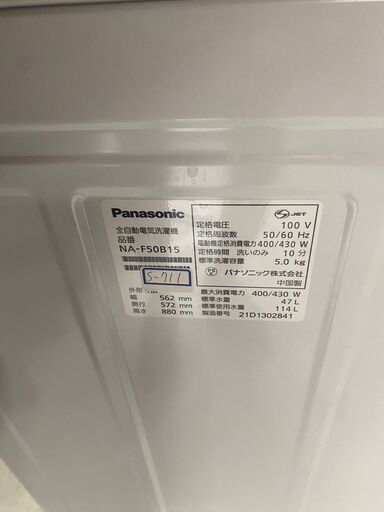 Panasonic
全自動電気洗濯機
品番
NA-F50B15
S-711
外形寸法
幅 562 mm
奥行 572 mm
高さ 880 mm
JET
定格電圧 100 V
定格周波数 50/60 Hz
電動機定格消費電力 400/430 W
定格時間 洗いのみ 10 分
標準洗濯容量 5.0 kg
パナソニック株式会社
中国製
最大消費電力 400/430 W
標準水量 47 L
標準使用水量 114 L
製造番号 21D1302841